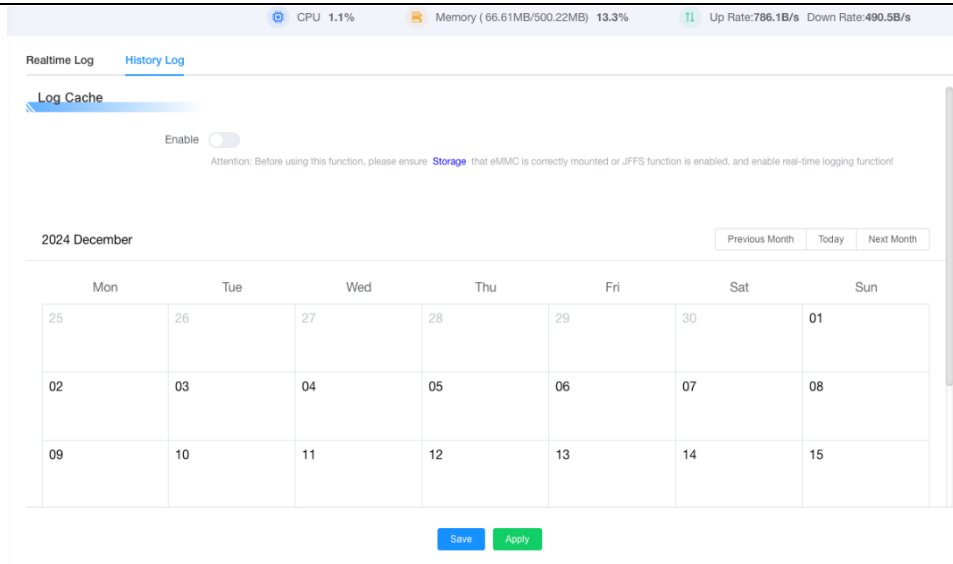 CPU 1.1% Memory ( 66.61MB/500.22MB) 13.3% Up Rate:786.1B/s Down Rate:490.5B/s
Realtime Log History Log
Log Cache
Enable
Attention: Before using this function, please ensure Storage that eMMC is correctly mounted or JFFS function is enabled, and enable real-time logging function!
2024 December Previous Month Today Next Month
Mon Tue Wed Thu Fri Sat Sun
25 26 27 28 29 30 01
02 03 04 05 06 07 08
09 10 11 12 13 14 15
Save Apply